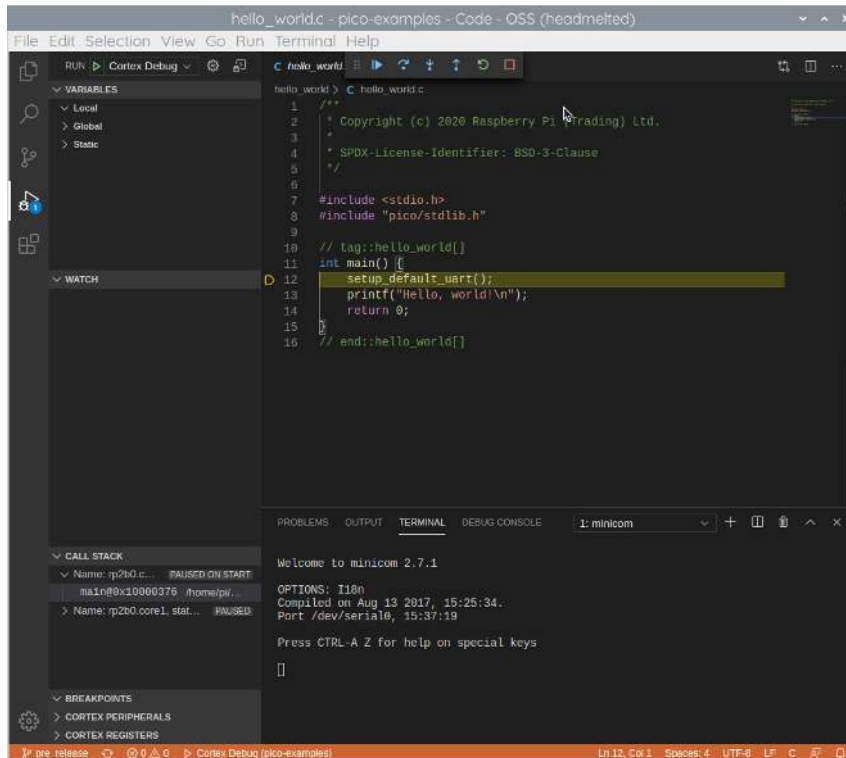 hello_world.c - pico-examples - Code - OSS (headmelted)
File Edit Selection View Go Run Terminal Help
RUN Cortex Debug
C hello_world.
VARIABLES
Local
Global
Static
WATCH
CALL STACK
Name: rp2b0.c... PAUSED ON START
main@0x10000376 /home/pi/...
Name: rp2b0.core1, stat... PAUSED
BREAKPOINTS
CORTEX PERIPHERALS
CORTEX REGISTERS
hello_world > C hello_world.c
1 /**
2 * Copyright (c) 2020 Raspberry Pi (Trading) Ltd.
3 *
4 * SPDX-License-Identifier: BSD-3-Clause
5 */
6
7 #include <stdio.h>
8 #include "pico/stdlib.h"
9
10 // tag::hello_world[]
11 int main() {
12 setup_default_uart();
13 printf("Hello, world!\n");
14 return 0;
15 }
16 // end::hello_world[]
PROBLEMS OUTPUT TERMINAL DEBUG CONSOLE 1: minicom
Welcome to minicom 2.7.1
OPTIONS: I18n
Compiled on Aug 13 2017, 15:25:34.
Port /dev/serial0, 15:37:19
Press CTRL-A Z for help on special keys
pre_release 0 0 Cortex Debug (pico-examples) Ln 12, Col 1 Spaces: 4 UTF-8 LF C